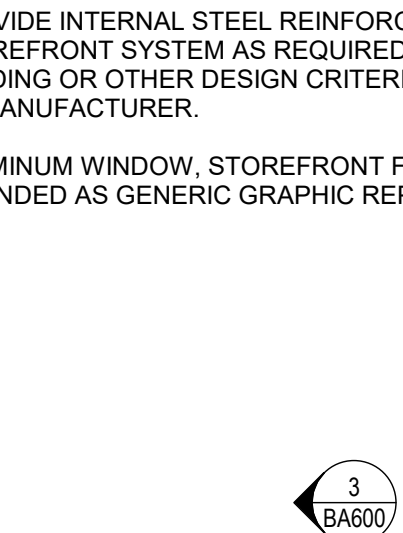 VIDE INTERNAL STEEL REINFORC
REFRONT SYSTEM AS REQUIRED
DING OR OTHER DESIGN CRITERI
ANUFACTURER.
MINUM WINDOW, STOREFRONT F
NDED AS GENERIC GRAPHIC REP
3
BA600